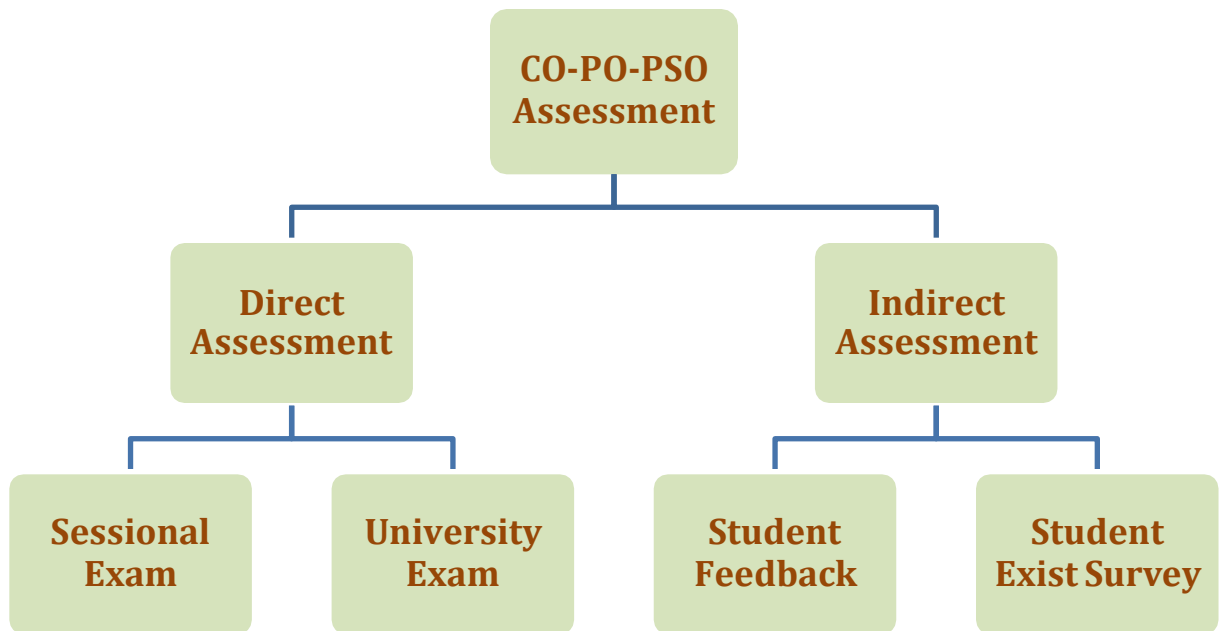 CO-PO-PSO
Assessment
Direct
Assessment
Indirect
Assessment
Sessional
Exam
University
Exam
Student
Feedback
Student
Exist Survey